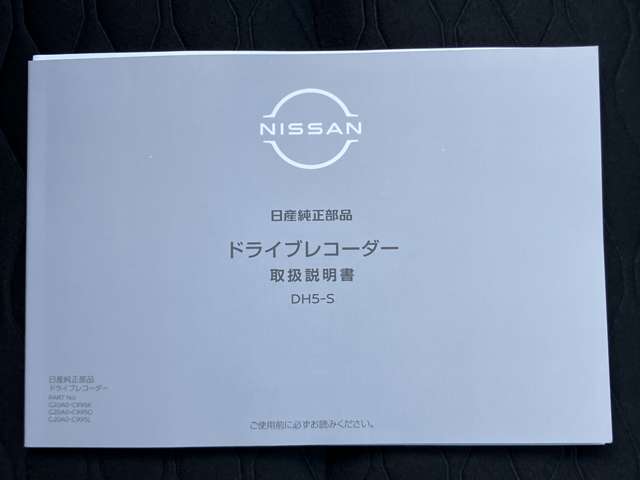 NISSAN
日産純正部品
ドライブレコーダー
取扱説明書
DH5-S
日産純正部品
ドライブレコーダー
PART No.
ご使用前に必ずお読みください。